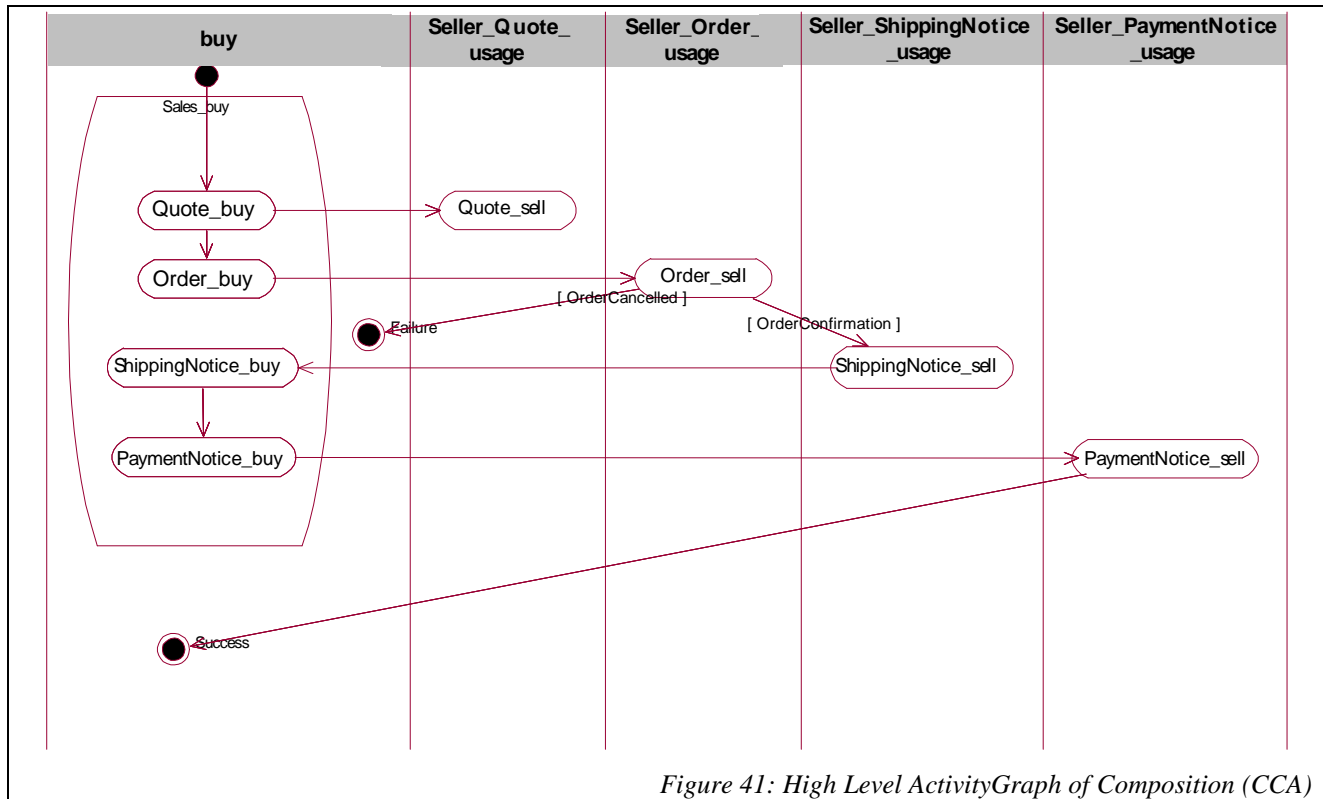 buy
Seller_Quote_
usage
Seller_Order_
usage
Seller_ShippingNotice
_usage
Seller_PaymentNotice
_usage
Sales_buy
Quote_buy
Quote_sell
Order_buy
Order_sell
[ OrderCancelled ]
Failure
[ OrderConfirmation ]
ShippingNotice_buy
ShippingNotice_sell
PaymentNotice_buy
PaymentNotice_sell
Success
Figure 41: High Level ActivityGraph of Composition (CCA)